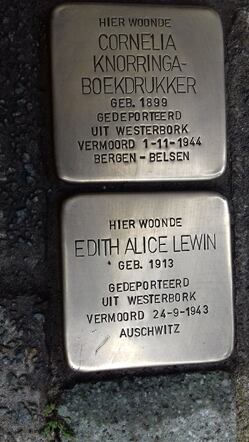 HIER WOONDE
CORNELIA
KNORRINGA-
BOEKDRUKKER
GEB. 1899
GEDEPORTEERD
UIT WESTERBORK
VERMOORD 1-11-1944
BERGEN - BELSEN
HIER WOONDE
EDITH ALICE LEWIN
* GEB. 1913
GEDEPORTEERD
UIT WESTERBORK
VERMOORD 24-9-1943
AUSCHWITZ